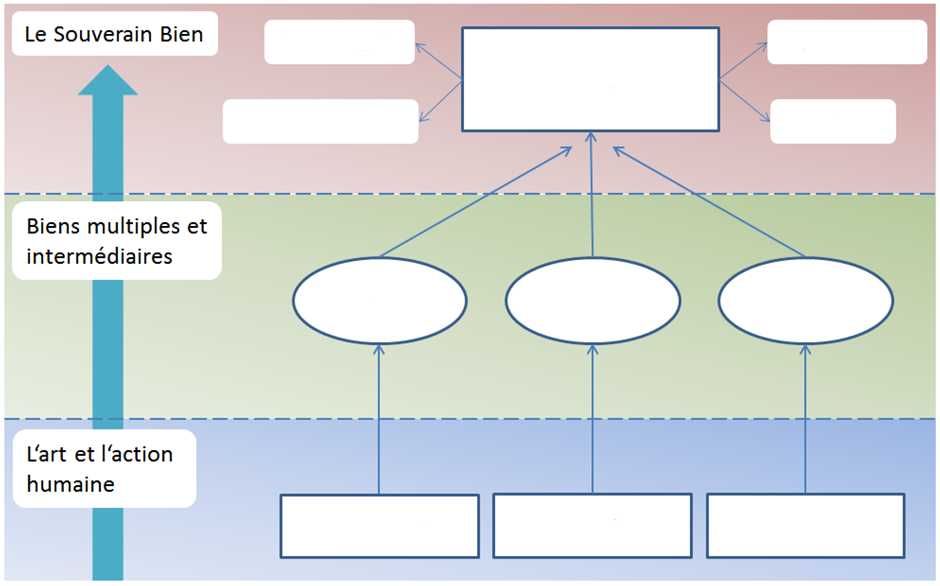 Le Souverain Bien
Biens multiples et
intermédiaires
L‘art et l‘action
humaine